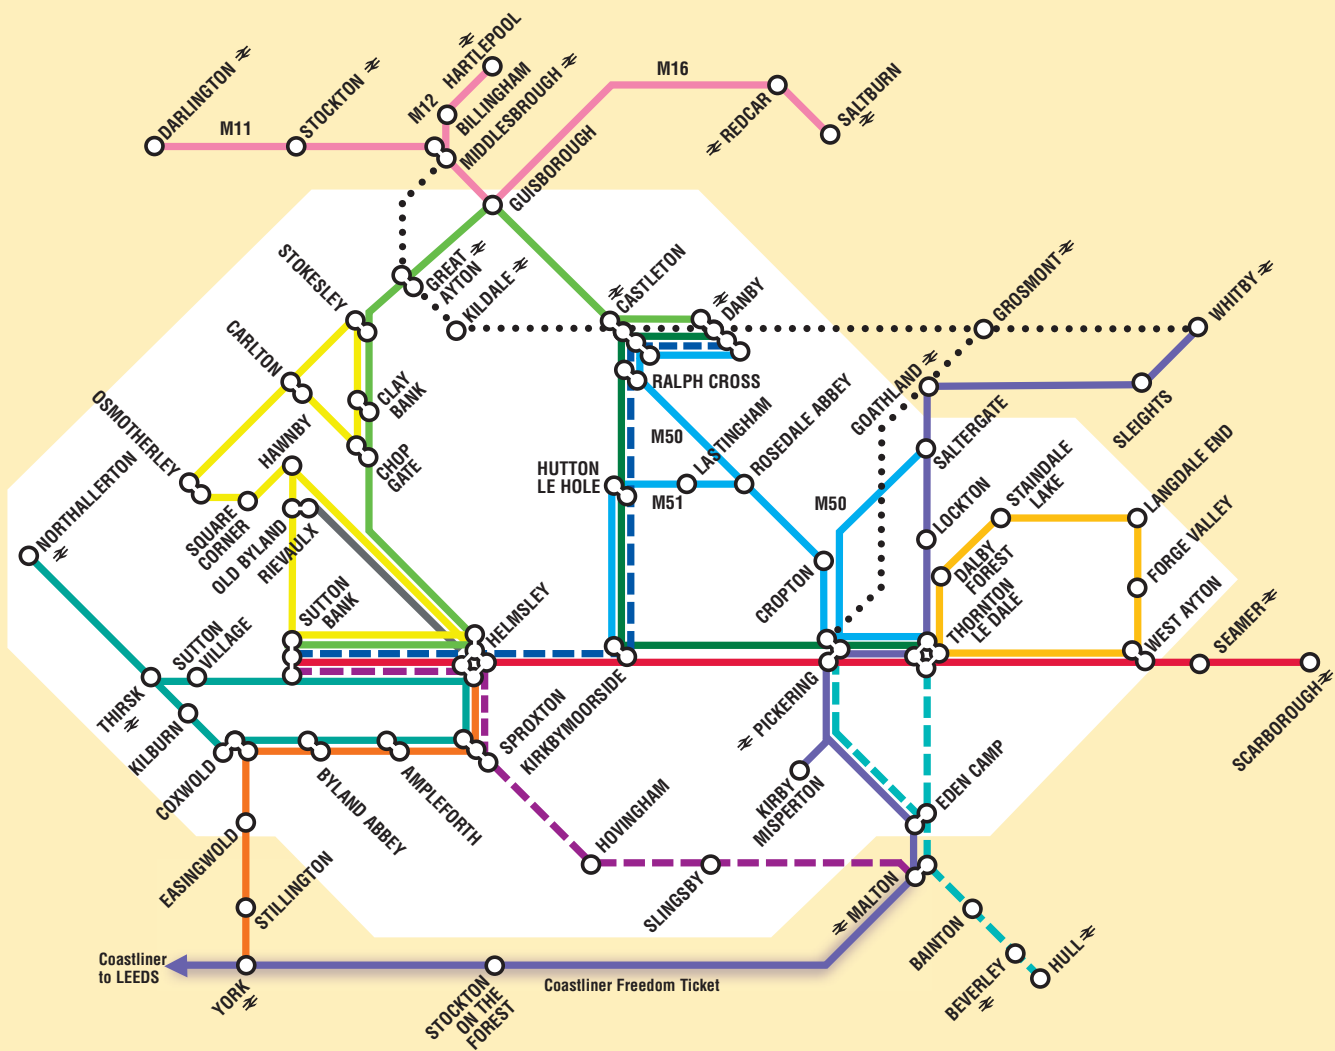 HARTLEPOOL
M12
BILLINGHAM
MIDDLESBROUGH
DARLINGTON
STOCKTON
M11
M16
REDCAR
SALTBURN
GUISBOROUGH
STOKESLEY
GREAT
AYTON
KILDALE
CASTLETON
DANBY
GROSMONT
WHITBY
CARLTON
CLAY
BANK
RALPH CROSS
GOATHLAND
SLEIGHTS
OSMOTHERLEY
HAWNBY
CHOP
GATE
M50
LASTINGHAM
ROSEDALE ABBEY
SALTERGATE
NORTHALLERTON
SQUARE
CORNER
OLD BYLAND
RIEVAULX
HUTTON
LE HOLE
M51
M50
LOCKTON
STAINDALE
LAKE
LANGDALE END
DALBY
FOREST
FORGE VALLEY
CROPTON
SUTTON
BANK
HELMSLEY
THORNTON
LE DALE
WEST AYTON
SEAMER
SUTTON
VILLAGE
THIRSK
KILBURN
SPROXTON
KIRKBYMOORSIDE
PICKERING
SCARBOROUGH
COXWOLD
BYLAND ABBEY
AMPLEFORTH
KIRBY
MISPERTON
EDEN CAMP
HOVINGHAM
EASINGWOLD
STILLINGTON
SLINGSBY
MALTON
BAINTON
BEVERLEY
HULL
Coastliner
to LEEDS
YORK
STOCKTON
ON THE
FOREST
Coastliner Freedom Ticket